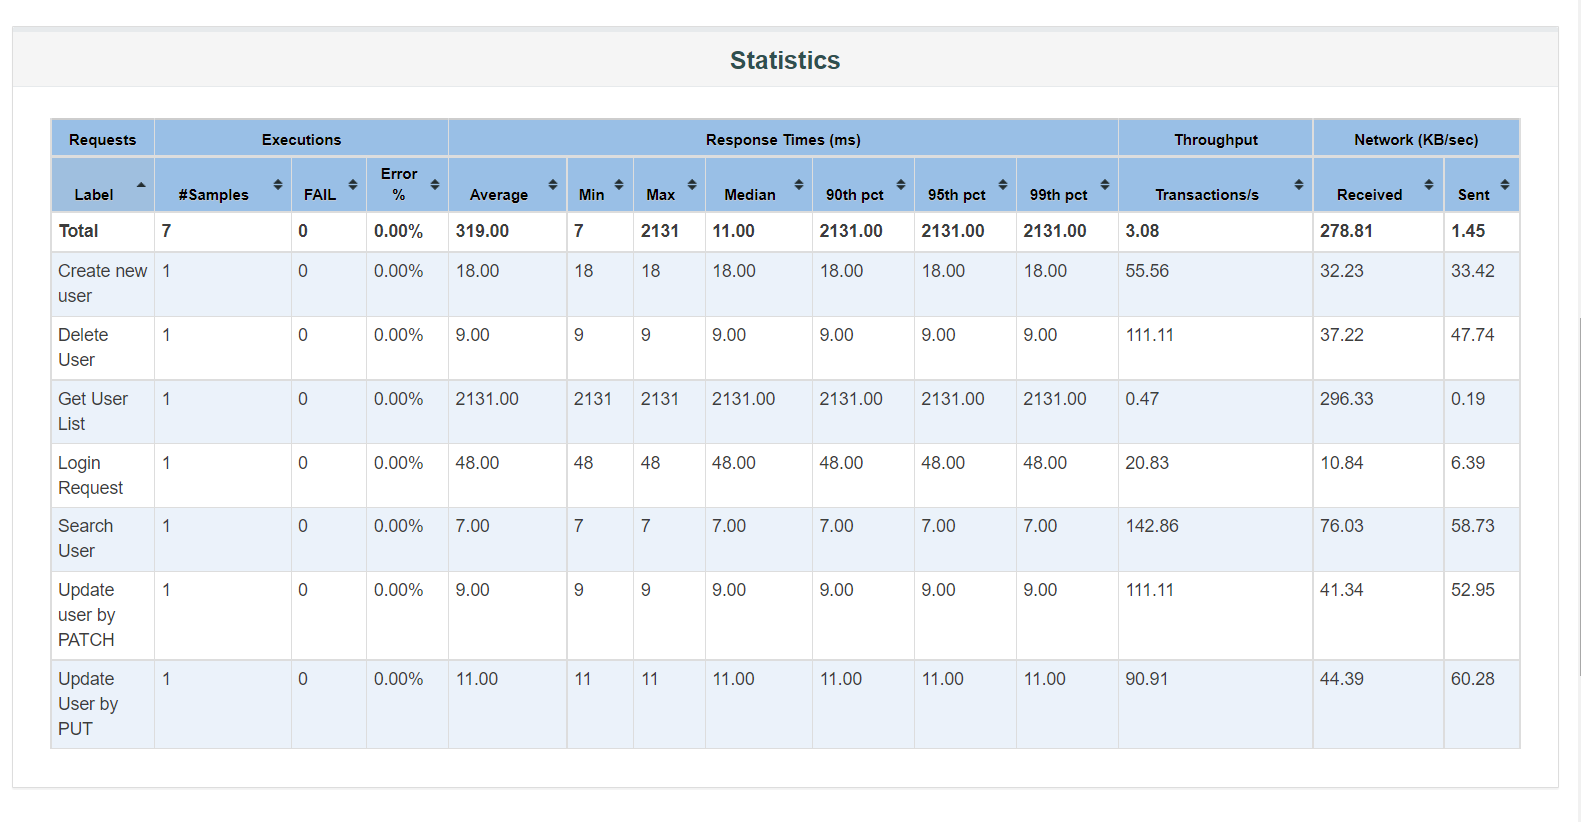 Statistics
Requests Executions Response Times (ms) Throughput Network (KB/sec)
Label #Samples FAIL Error % Average Min Max Median 90th pct 95th pct 99th pct Transactions/s Received Sent
Total 7 0 0.00% 319.00 7 2131 11.00 2131.00 2131.00 2131.00 3.08 278.81 1.45
Create new user 1 0 0.00% 18.00 18 18 18.00 18.00 18.00 18.00 55.56 32.23 33.42
Delete User 1 0 0.00% 9.00 9 9 9.00 9.00 9.00 9.00 111.11 37.22 47.74
Get User List 1 0 0.00% 2131.00 2131 2131 2131.00 2131.00 2131.00 2131.00 0.47 296.33 0.19
Login Request 1 0 0.00% 48.00 48 48 48.00 48.00 48.00 48.00 20.83 10.84 6.39
Search User 1 0 0.00% 7.00 7 7 7.00 7.00 7.00 7.00 142.86 76.03 58.73
Update user by PATCH 1 0 0.00% 9.00 9 9 9.00 9.00 9.00 9.00 111.11 41.34 52.95
Update User by PUT 1 0 0.00% 11.00 11 11 11.00 11.00 11.00 11.00 90.91 44.39 60.28